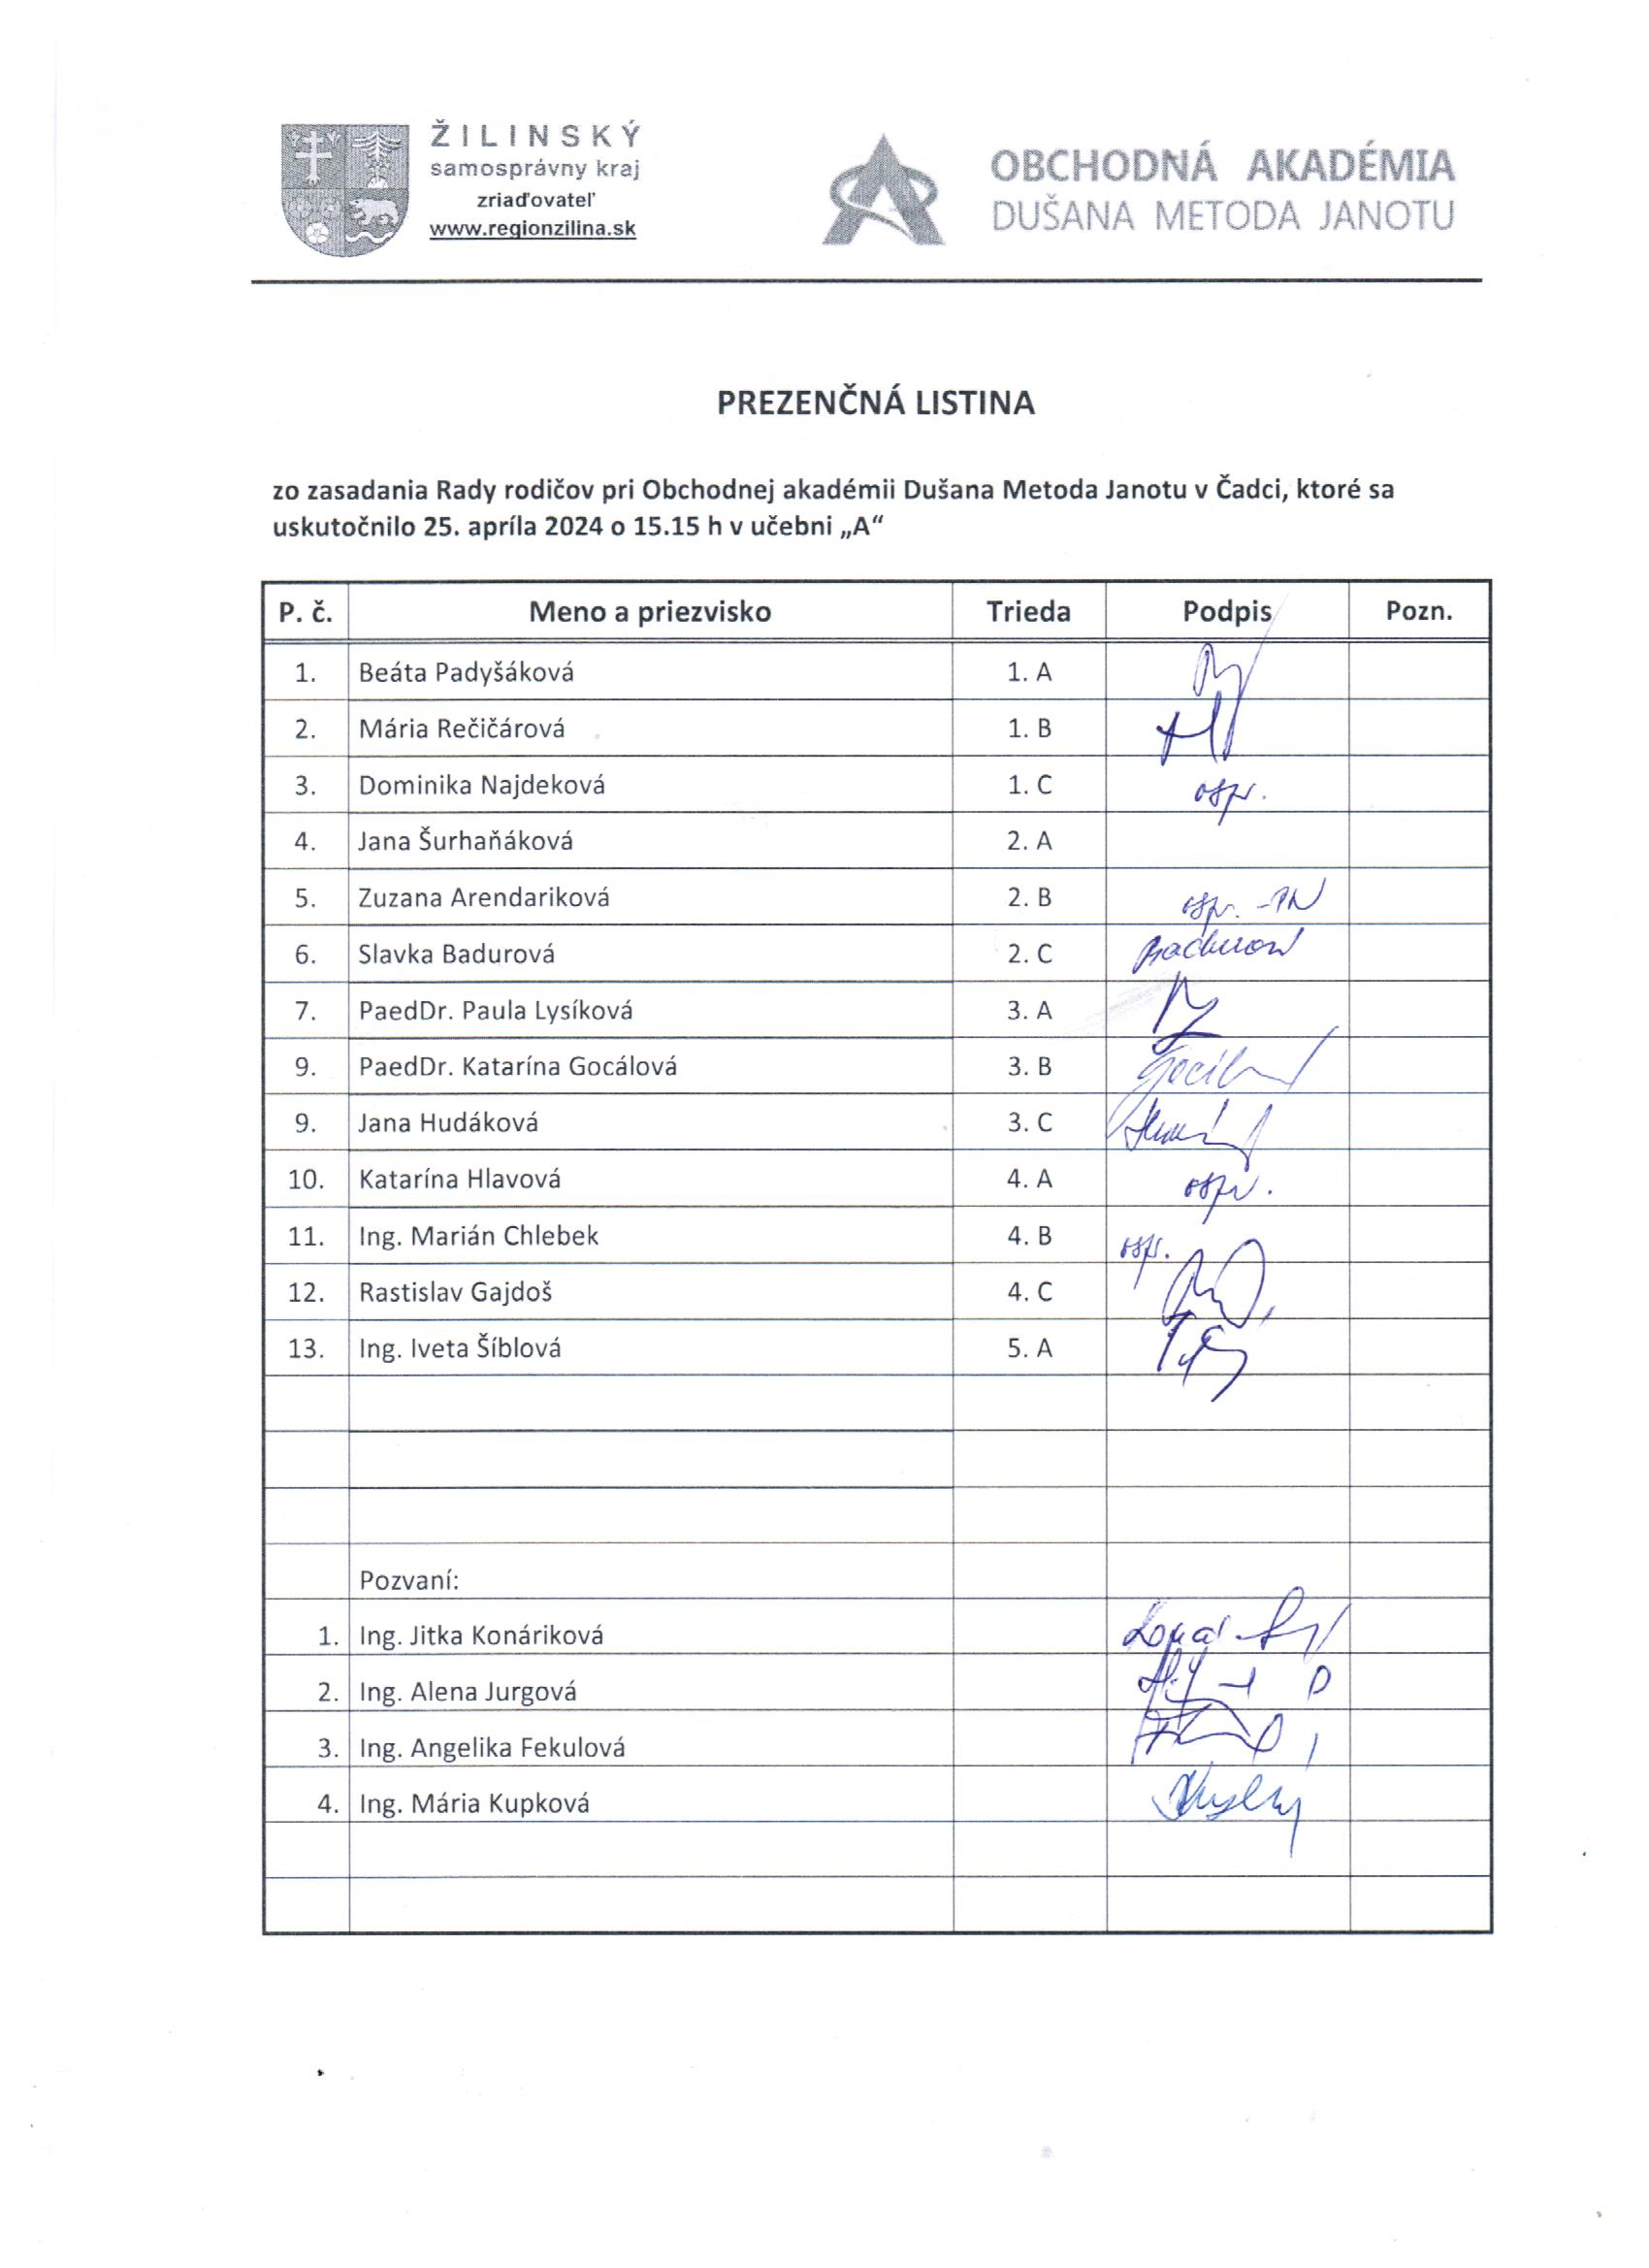 ŽILINSKÝ
samosprávny kraj
zriaďovateľ
www.regionzilina.sk
OBCHODNÁ AKADÉMIA
DUŠANA METODA JANOTU
PREZENČNÁ LISTINA
zo zasadania Rady rodičov pri Obchodnej akadémii Dušana Metoda Janotu v Čadci, ktoré sa
uskutočnilo 25. apríla 2024 o 15.15 h v učebni „A“
P. č. Meno a priezvisko Trieda Podpis Pozn.
1. Beáta Padyšáková 1. A
2. Mária Rečičárová 1. B
3. Dominika Najdeková 1. C ospr.
4. Jana Šurhaňáková 2. A
5. Zuzana Arendariková 2. B ospr. - PN
6. Slavka Badurová 2. C
7. PaedDr. Paula Lysíková 3. A
9. PaedDr. Katarína Gocálová 3. B
9. Jana Hudáková 3. C
10. Katarína Hlavová 4. A ospr.
11. Ing. Marián Chlebek 4. B ospr.
12. Rastislav Gajdoš 4. C
13. Ing. Iveta Šíblová 5. A
Pozvaní:
1. Ing. Jitka Konáriková
2. Ing. Alena Jurgová
3. Ing. Angelika Fekulová
4. Ing. Mária Kupková